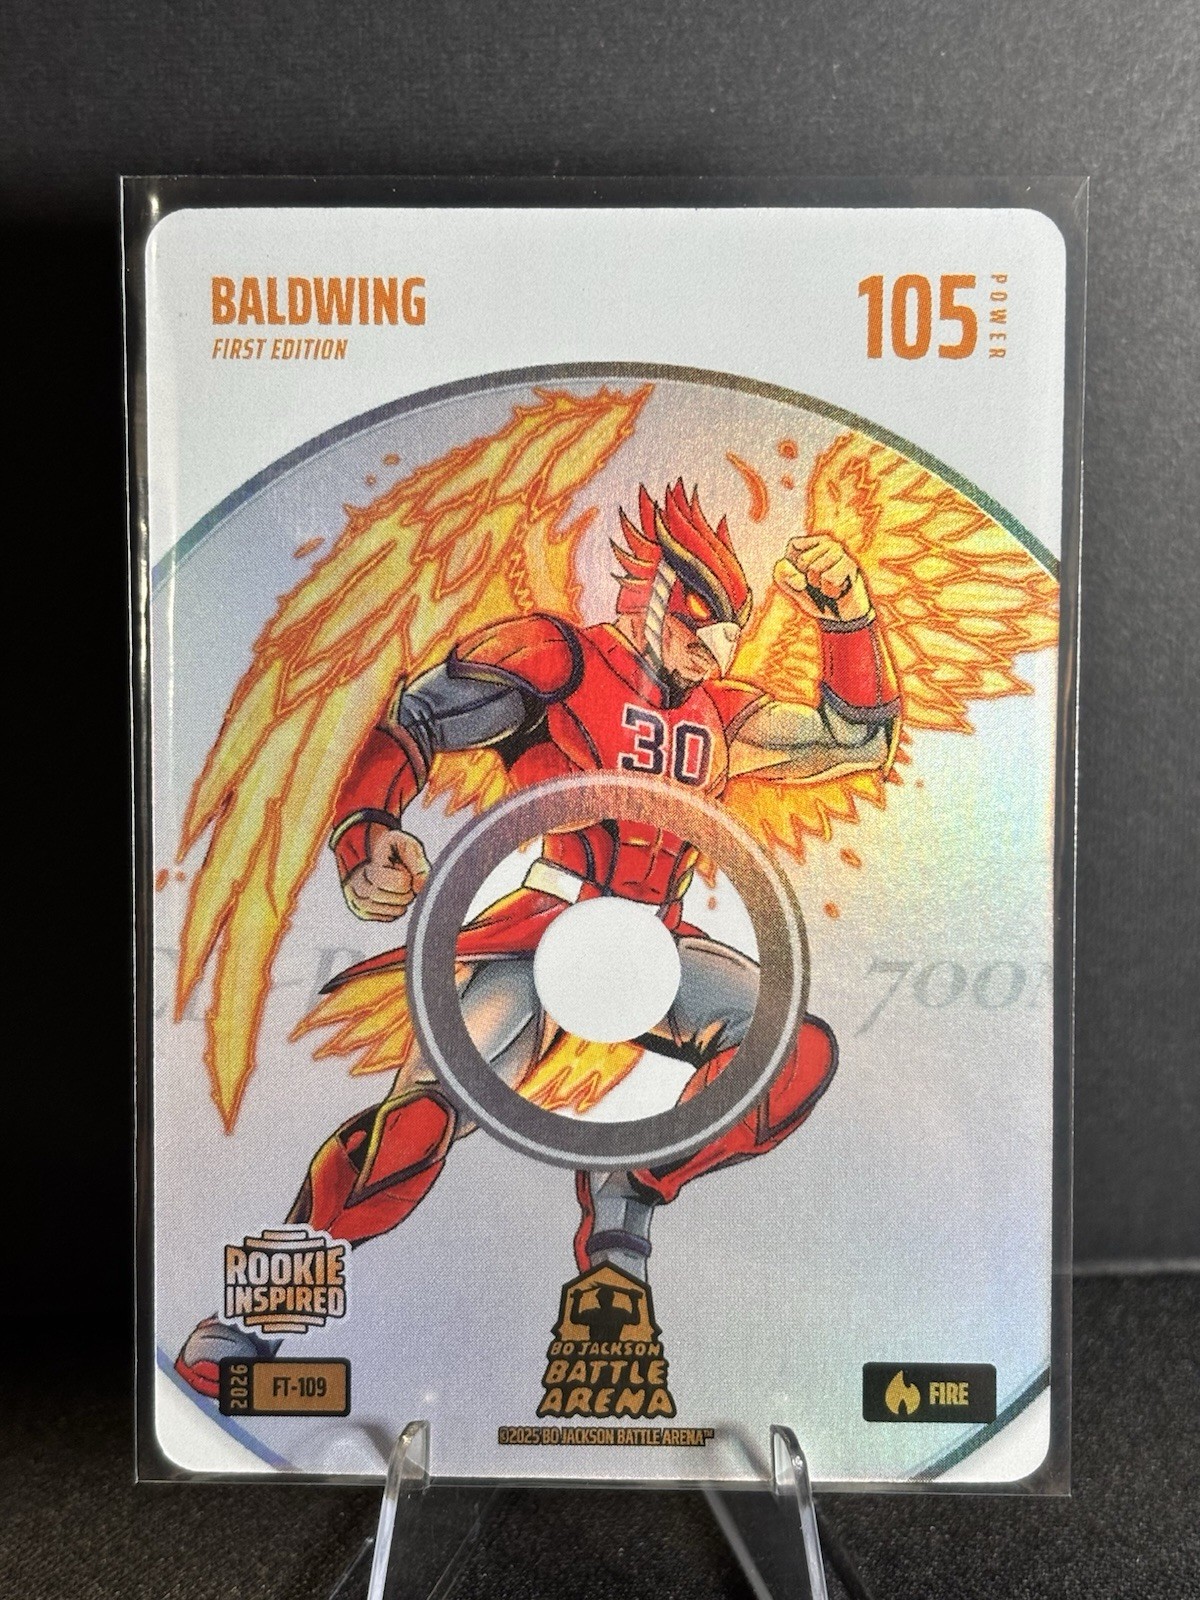 BALDWING
FIRST EDITION
105
POWER
30
700
ROOKIE
INSPIRED
2026
FT-109
BO JACKSON
BATTLE
ARENA
FIRE
©2025 BO JACKSON BATTLE ARENA™